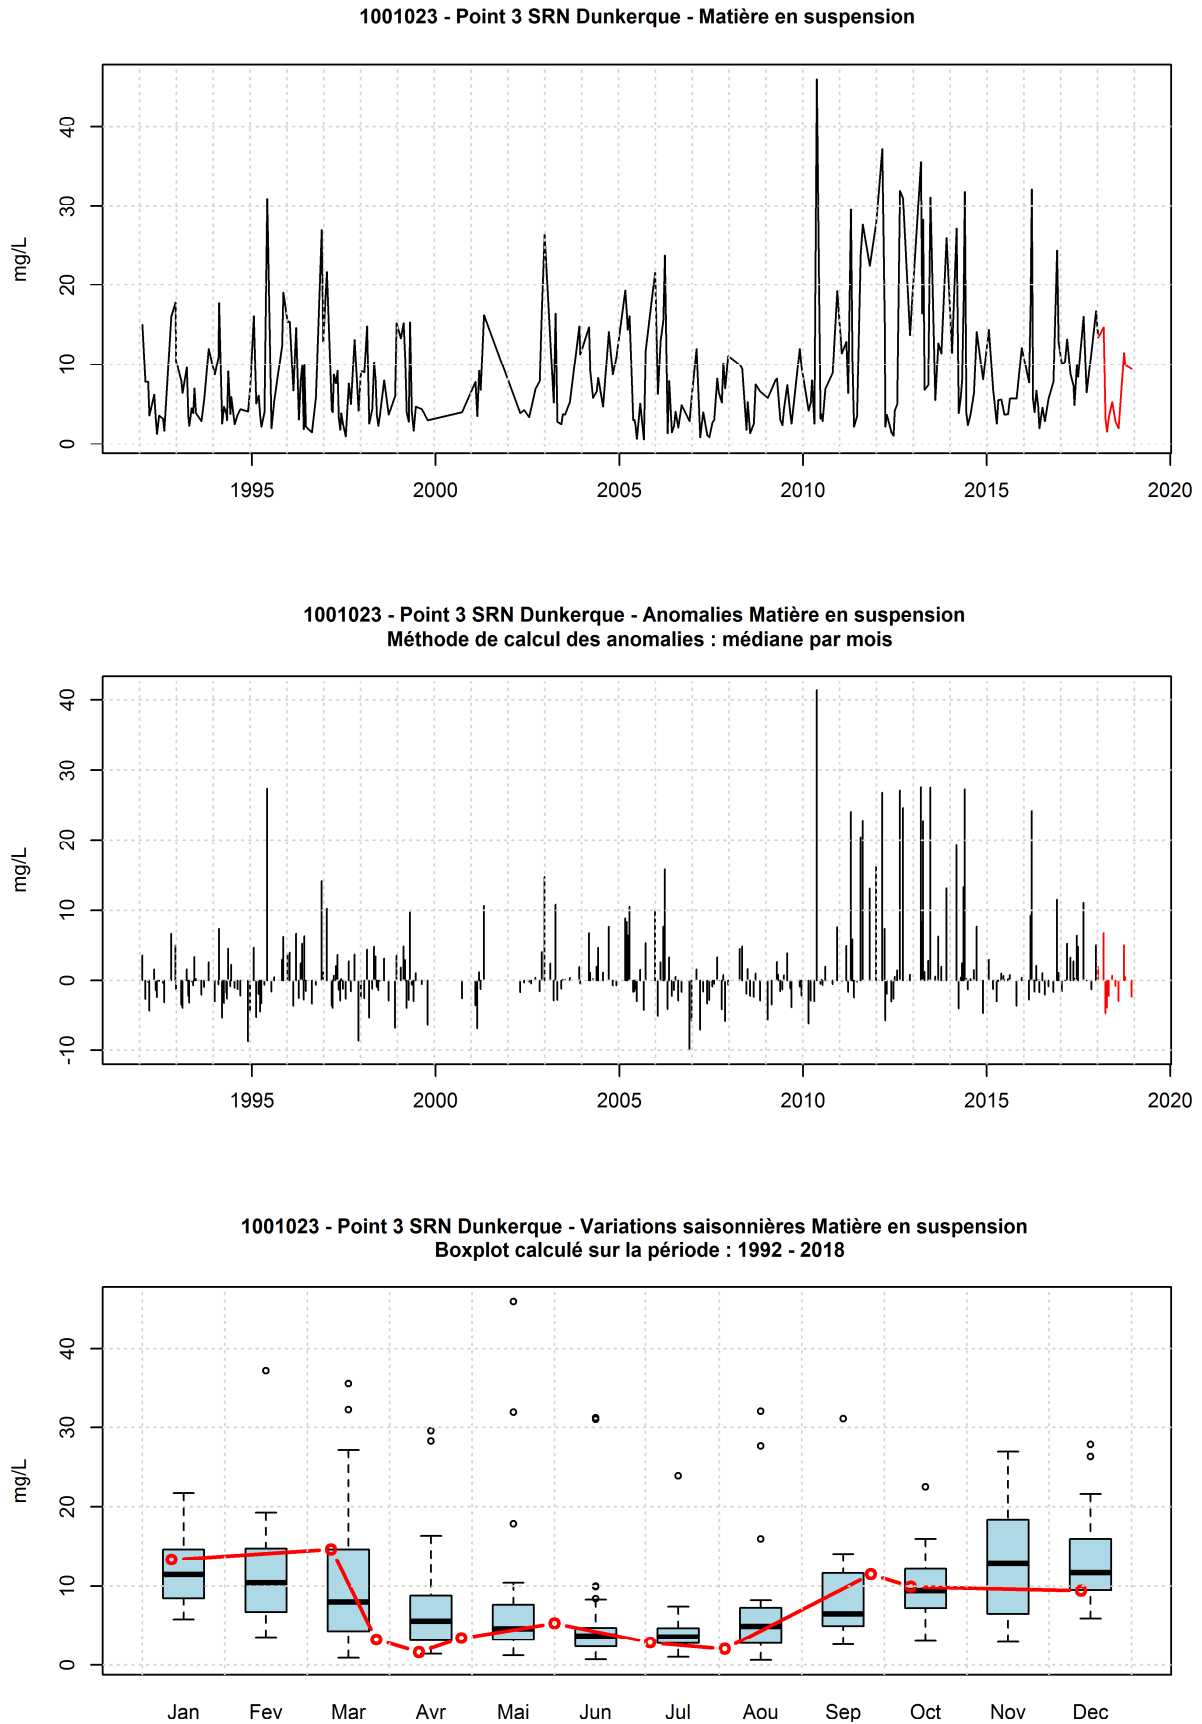 1001023 - Point 3 SRN Dunkerque - Matière en suspension
mg/L
40
30
20
10
0
1995 2000 2005 2010 2015 2020
1001023 - Point 3 SRN Dunkerque - Anomalies Matière en suspension
Méthode de calcul des anomalies : médiane par mois
mg/L
40
30
20
10
0
-10
1995 2000 2005 2010 2015 2020
1001023 - Point 3 SRN Dunkerque - Variations saisonnières Matière en suspension
Boxplot calculé sur la période : 1992 - 2018
mg/L
40
30
20
10
0
Jan Fev Mar Avr Mai Jun Jul Aou Sep Oct Nov Dec